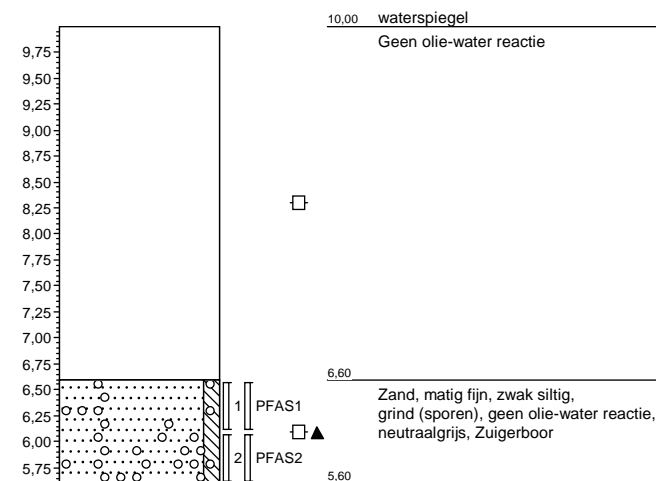 10,00 waterspiegel
Geen olie-water reactie
9,75
9,50
9,25
9,00
8,75
8,50
8,25
8,00
7,75
7,50
7,25
7,00
6,75
6,60
6,50
Zand, matig fijn, zwak siltig,
1 PFAS1
grind (sporen), geen olie-water reactie,
6,25
neutraalgrijs, Zuigerboor
6,00
2 PFAS2
5,75
5,60